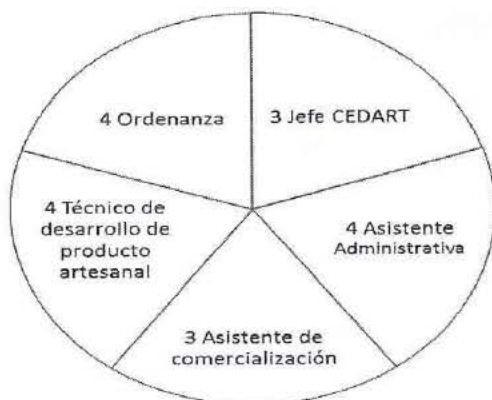 4 Ordenanza
3 Jefe CEDART
4 Técnico de
desarrollo de
producto
artesanal
4 Asistente
Administrativa
3 Asistente de
comercialización